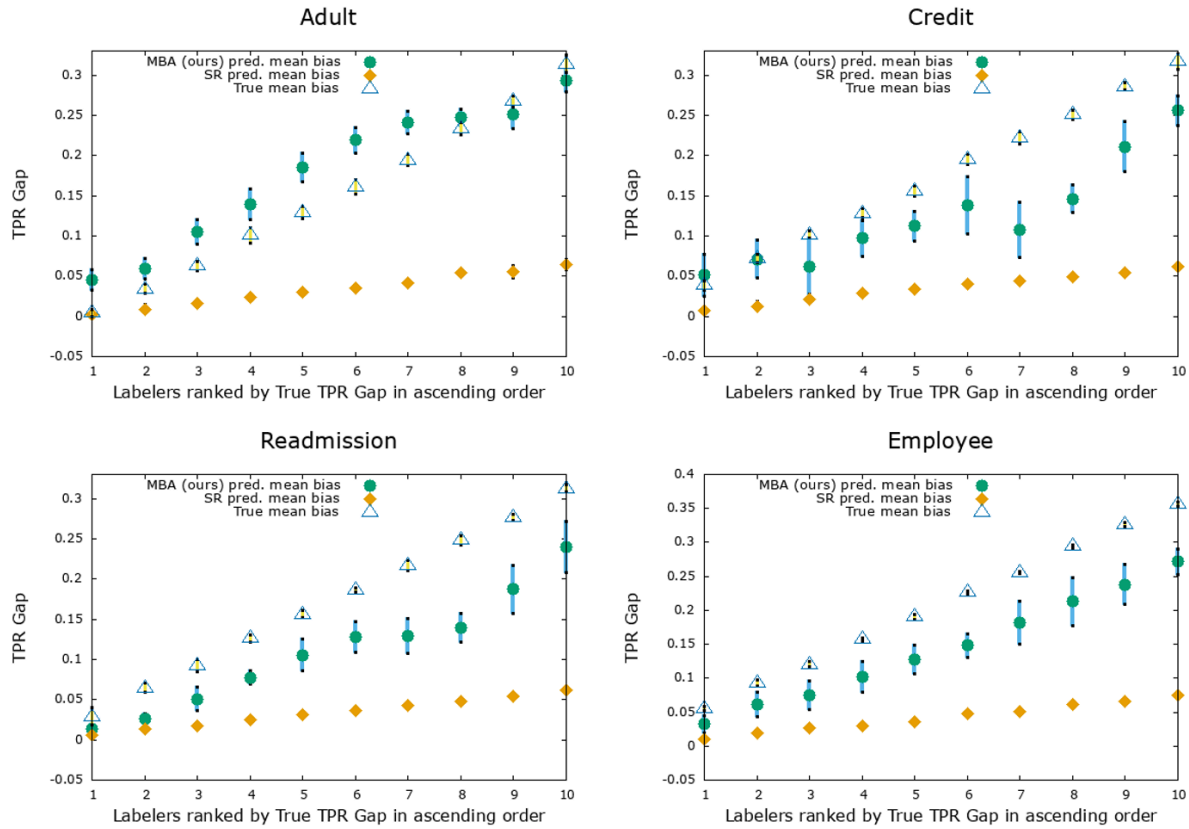 Adult
MBA (ours) pred. mean bias
SR pred. mean bias
True mean bias
TPR Gap
0.3
0.25
0.2
0.15
0.1
0.05
0
-0.05
1 2 3 4 5 6 7 8 9 10
Labelers ranked by True TPR Gap in ascending order
Credit
MBA (ours) pred. mean bias
SR pred. mean bias
True mean bias
TPR Gap
0.3
0.25
0.2
0.15
0.1
0.05
0
-0.05
1 2 3 4 5 6 7 8 9 10
Labelers ranked by True TPR Gap in ascending order
Readmission
MBA (ours) pred. mean bias
SR pred. mean bias
True mean bias
TPR Gap
0.3
0.25
0.2
0.15
0.1
0.05
0
-0.05
1 2 3 4 5 6 7 8 9 10
Labelers ranked by True TPR Gap in ascending order
Employee
MBA (ours) pred. mean bias
SR pred. mean bias
True mean bias
TPR Gap
0.4
0.35
0.3
0.25
0.2
0.15
0.1
0.05
0
-0.05
1 2 3 4 5 6 7 8 9 10
Labelers ranked by True TPR Gap in ascending order